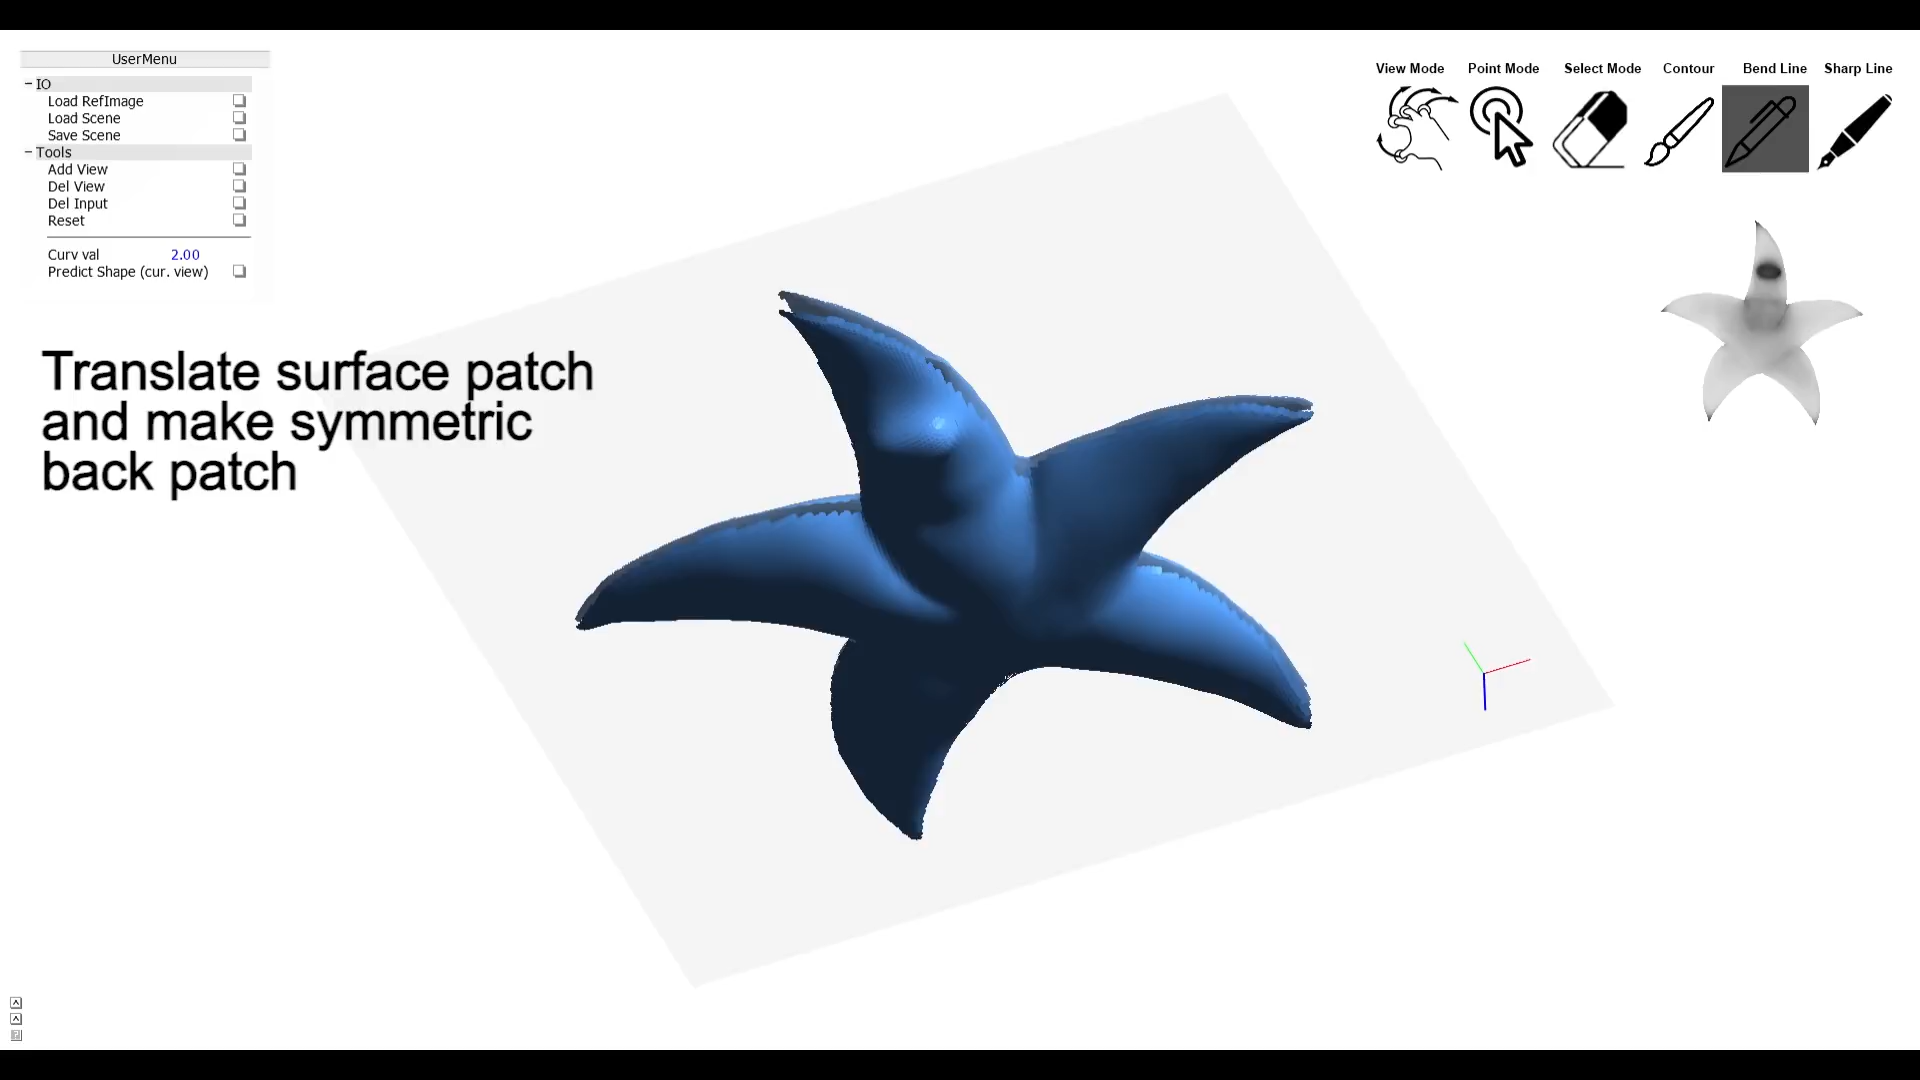 UserMenu
IO
Load RefImage
Load Scene
Save Scene
Tools
Add View
Del View
Del Input
Reset
Curv val 2.00
Predict Shape (cur. view)
View Mode Point Mode Select Mode Contour Bend Line Sharp Line
Translate surface patch
and make symmetric
back patch